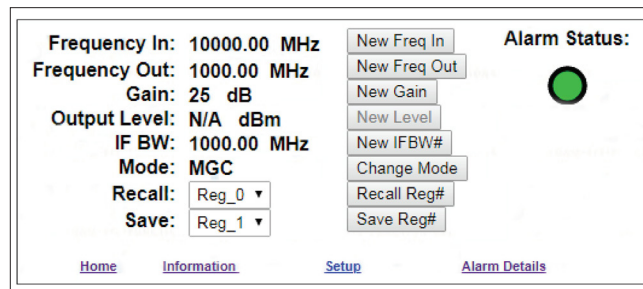 Frequency In: 10000.00 MHz New Freq In Alarm Status:
Frequency Out: 1000.00 MHz New Freq Out
Gain: 25 dB New Gain
Output Level: N/A dBm New Level
IF BW: 1000.00 MHz New IFBW#
Mode: MGC Change Mode
Recall: Reg_0 ▼ Recall Reg#
Save: Reg_1 ▼ Save Reg#
Home Information Setup Alarm Details